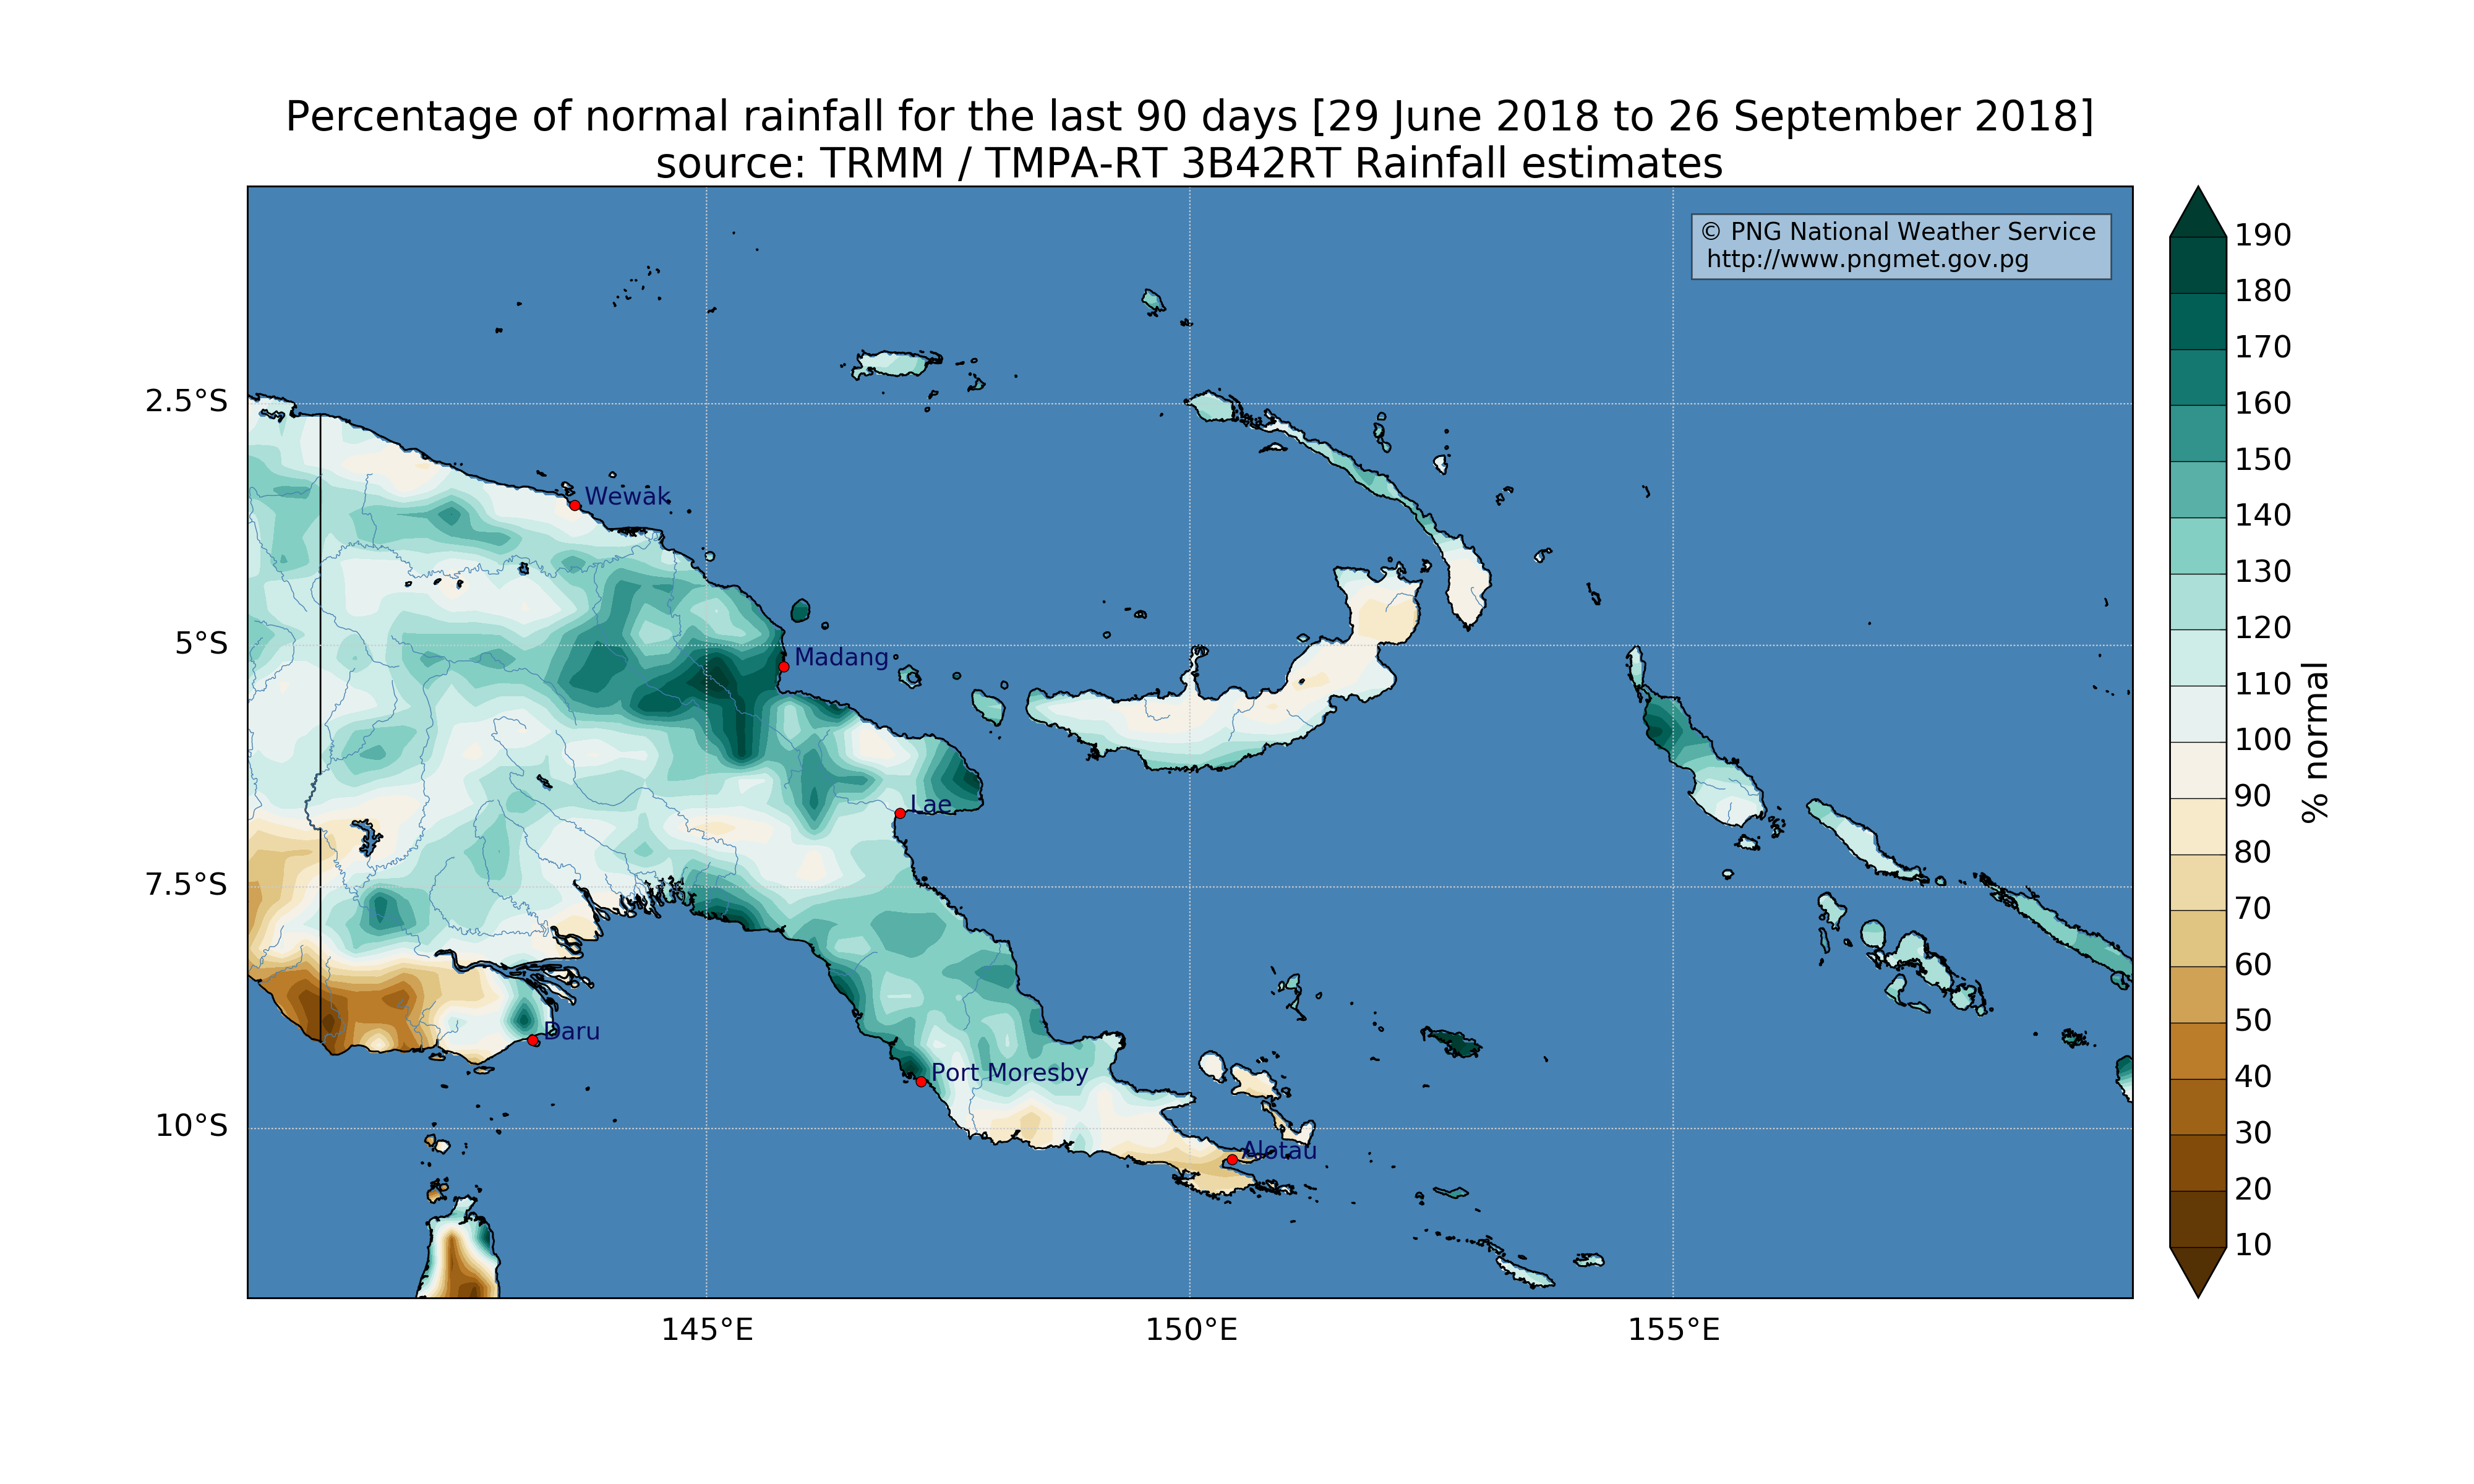 Percentage of normal rainfall for the last 90 days [29 June 2018 to 26 September 2018]
source: TRMM / TMPA-RT 3B42RT Rainfall estimates
© PNG National Weather Service
http://www.pngmet.gov.pg
2.5°S
5°S
7.5°S
10°S
Wewak
Madang
Lae
Daru
Port Moresby
Alotau
145°E
150°E
155°E
190
180
170
160
150
140
130
120
110
100
90
80
70
60
50
40
30
20
10
% normal